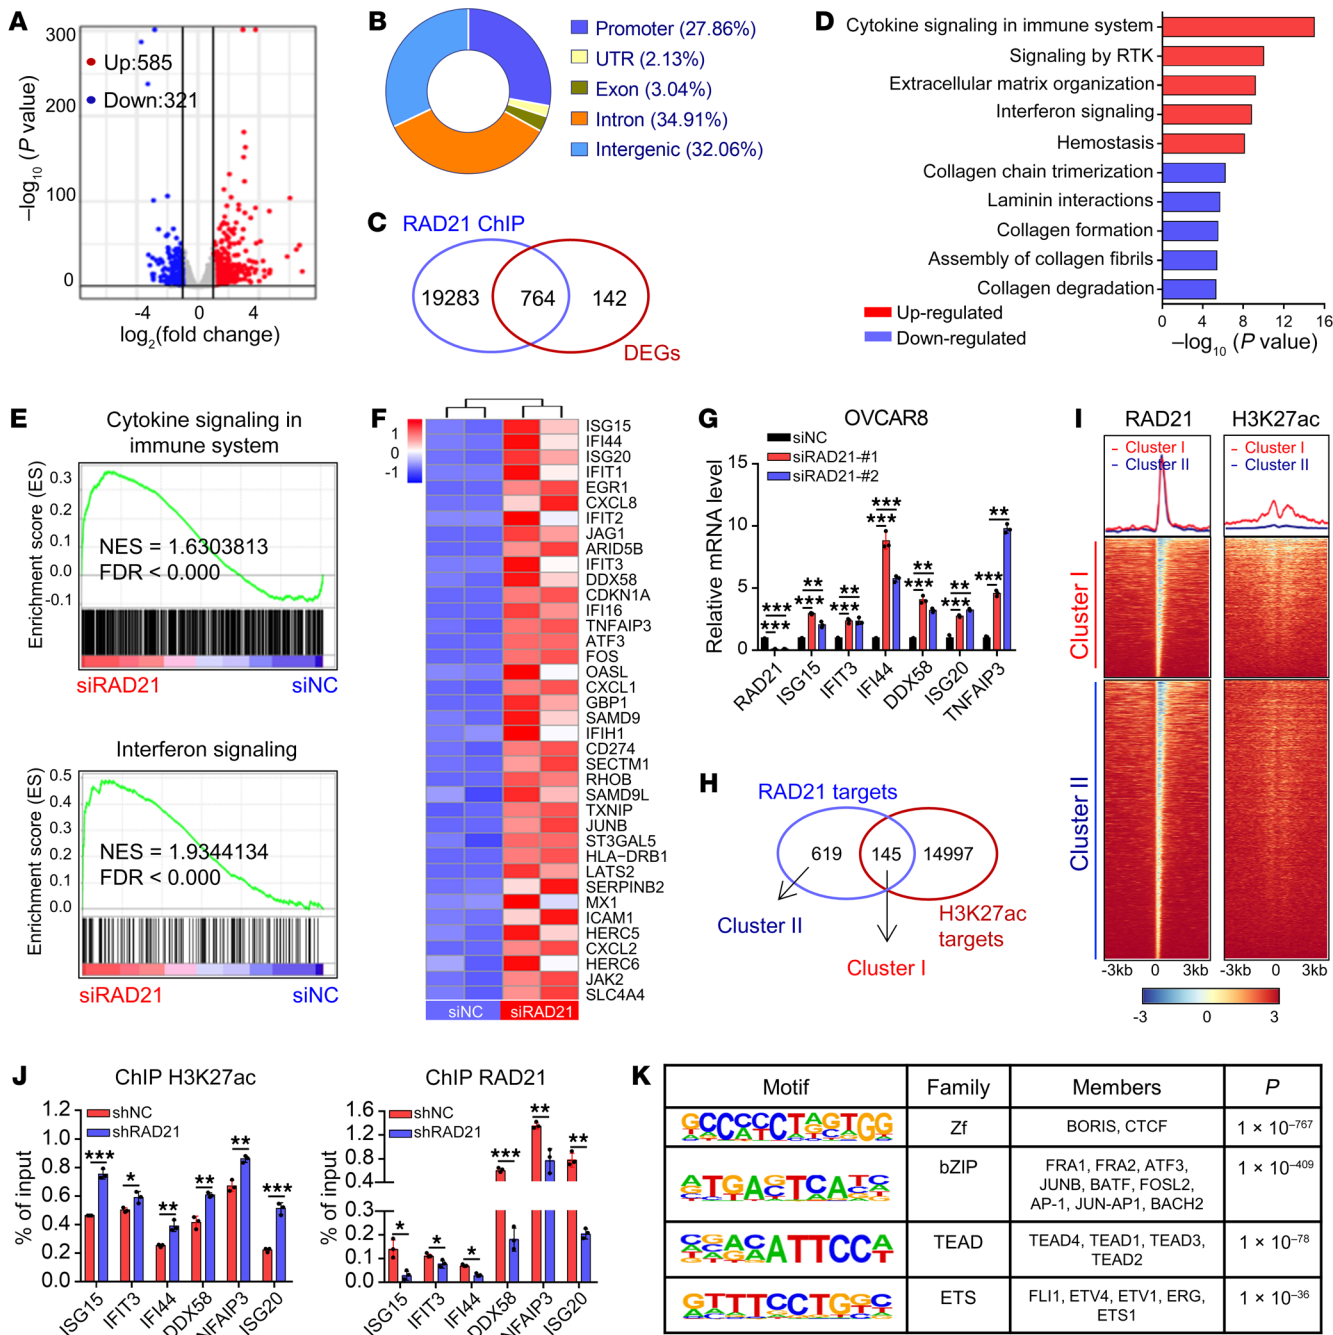 A
300
200
100
0
Up:585
Down:321
–log10 (P value)
-4
0
4
log2(fold change)
B
Promoter (27.86%)
UTR (2.13%)
Exon (3.04%)
Intron (34.91%)
Intergenic (32.06%)
C
RAD21 ChIP
19283
764
142
DEGs
D
Cytokine signaling in immune system
Signaling by RTK
Extracellular matrix organization
Interferon signaling
Hemostasis
Collagen chain trimerization
Laminin interactions
Collagen formation
Assembly of collagen fibrils
Collagen degradation
Up-regulated
Down-regulated
0 4 8 12 16
–log10 (P value)
E
Cytokine signaling in
immune system
Enrichment score (ES)
0.3
0.2
0.1
0.0
-0.1
NES = 1.6303813
FDR < 0.000
siRAD21
siNC
Interferon signaling
Enrichment score (ES)
0.5
0.4
0.3
0.2
0.1
0.0
NES = 1.9344134
FDR < 0.000
siRAD21
siNC
F
1
0
-1
ISG15
IFI44
ISG20
IFIT1
EGR1
CXCL8
IFIT2
JAG1
ARID5B
IFIT3
DDX58
CDKN1A
IFI16
TNFAIP3
ATF3
FOS
OASL
CXCL1
GBP1
SAMD9
IFIH1
CD274
SECTM1
RHOB
SAMD9L
TXNIP
JUNB
ST3GAL5
HLA−DRB1
LATS2
SERPINB2
MX1
ICAM1
HERC5
CXCL2
HERC6
JAK2
SLC4A4
siNC
siRAD21
G
OVCAR8
siNC
siRAD21-#1
siRAD21-#2
Relative mRNA level
15
10
5
0
***
***
**
***
**
***
***
***
**
***
**
***
**
***
RAD21
ISG15
IFIT3
IFI44
DDX58
ISG20
TNFAIP3
H
RAD21 targets
619
145
14997
Cluster II
H3K27ac
targets
Cluster I
I
RAD21
H3K27ac
Cluster I
Cluster II
Cluster I
Cluster II
Cluster I
Cluster II
-3kb 0 3kb
-3kb 0 3kb
-3 0 3
J
ChIP H3K27ac
shNC
shRAD21
% of input
1.2
1.0
0.8
0.6
0.4
0.2
0.0
***
*
**
**
**
***
ISG15
IFIT3
IFI44
DDX58
NFAIP3
ISG20
ChIP RAD21
shNC
shRAD21
% of input
1.6
1.2
0.8
0.4
0.3
0.2
0.1
0.0
*
*
*
***
**
**
ISG15
IFIT3
IFI44
DDX58
NFAIP3
ISG20
K
Motif Family Members P
Zf BORIS, CTCF 1 × 10–767
bZIP FRA1, FRA2, ATF3, 1 × 10–409
JUNB, BATF, FOSL2,
AP-1, JUN-AP1, BACH2
ATGAGTCA
TEAD TEAD4, TEAD1, TEAD3, 1 × 10–78
TEAD2
ATTCC
ETS FLI1, ETV4, ETV1, ERG, 1 × 10–36
ETS1